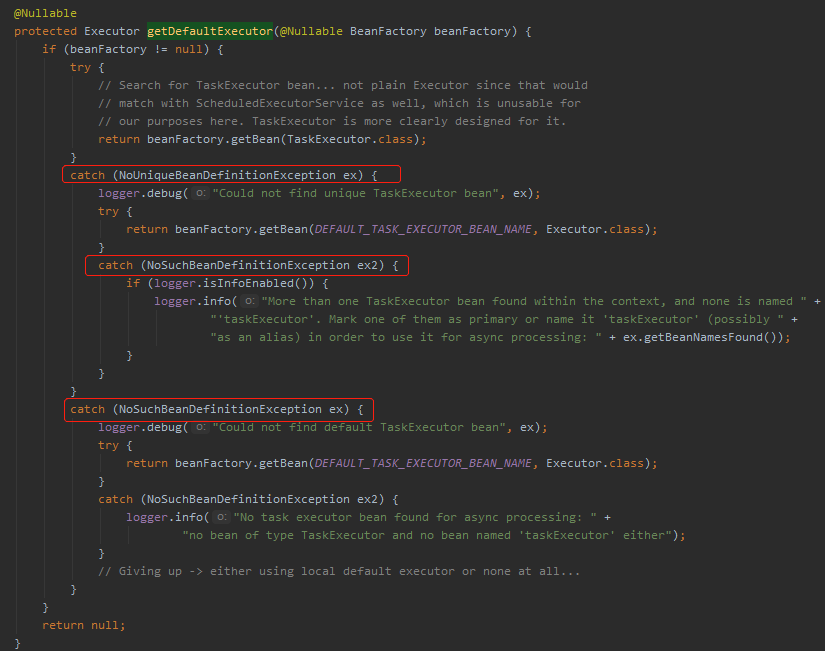 @Nullable
protected Executor getDefaultExecutor(@Nullable BeanFactory beanFactory) {
    if (beanFactory != null) {
        try {
            // Search for TaskExecutor bean... not plain Executor since that would
            // match with ScheduledExecutorService as well, which is unusable for
            // our purposes here. TaskExecutor is more clearly designed for it.
            return beanFactory.getBean(TaskExecutor.class);
        }
        catch (NoUniqueBeanDefinitionException ex) {
            logger.debug( o: "Could not find unique TaskExecutor bean", ex);
            try {
                return beanFactory.getBean(DEFAULT_TASK_EXECUTOR_BEAN_NAME, Executor.class);
            }
            catch (NoSuchBeanDefinitionException ex2) {
                if (logger.isInfoEnabled()) {
                    logger.info( o: "More than one TaskExecutor bean found within the context, and none is named " +
                            "'taskExecutor'. Mark one of them as primary or name it 'taskExecutor' (possibly " +
                            "as an alias) in order to use it for async processing: " + ex.getBeanNamesFound());
                }
            }
        }
        catch (NoSuchBeanDefinitionException ex) {
            logger.debug( o: "Could not find default TaskExecutor bean", ex);
            try {
                return beanFactory.getBean(DEFAULT_TASK_EXECUTOR_BEAN_NAME, Executor.class);
            }
            catch (NoSuchBeanDefinitionException ex2) {
                logger.info( o: "No task executor bean found for async processing: " +
                        "no bean of type TaskExecutor and no bean named 'taskExecutor' either");
            }
            // Giving up -> either using local default executor or none at all...
        }
    }
    return null;
}